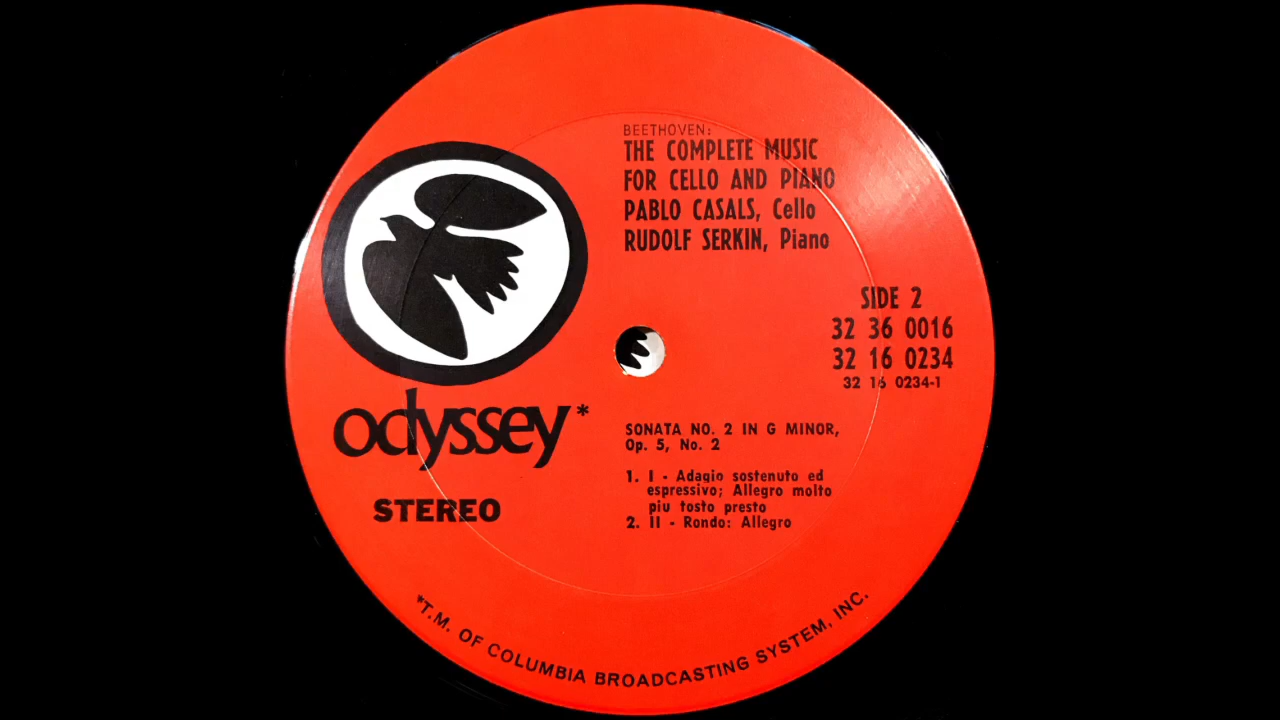 BEETHOVEN:
THE COMPLETE MUSIC
FOR CELLO AND PIANO
PABLO CASALS, Cello
RUDOLF SERKIN, Piano
SIDE 2
32 36 0016
32 16 0234
32 16 0234-1
odyssey*
STEREO
SONATA NO. 2 IN G MINOR,
Op. 5, No. 2
1. I - Adagio sostenuto ed
espressivo; Allegro molto
piu tosto presto
2. II - Rondo: Allegro
*T.M. OF COLUMBIA BROADCASTING SYSTEM, INC.